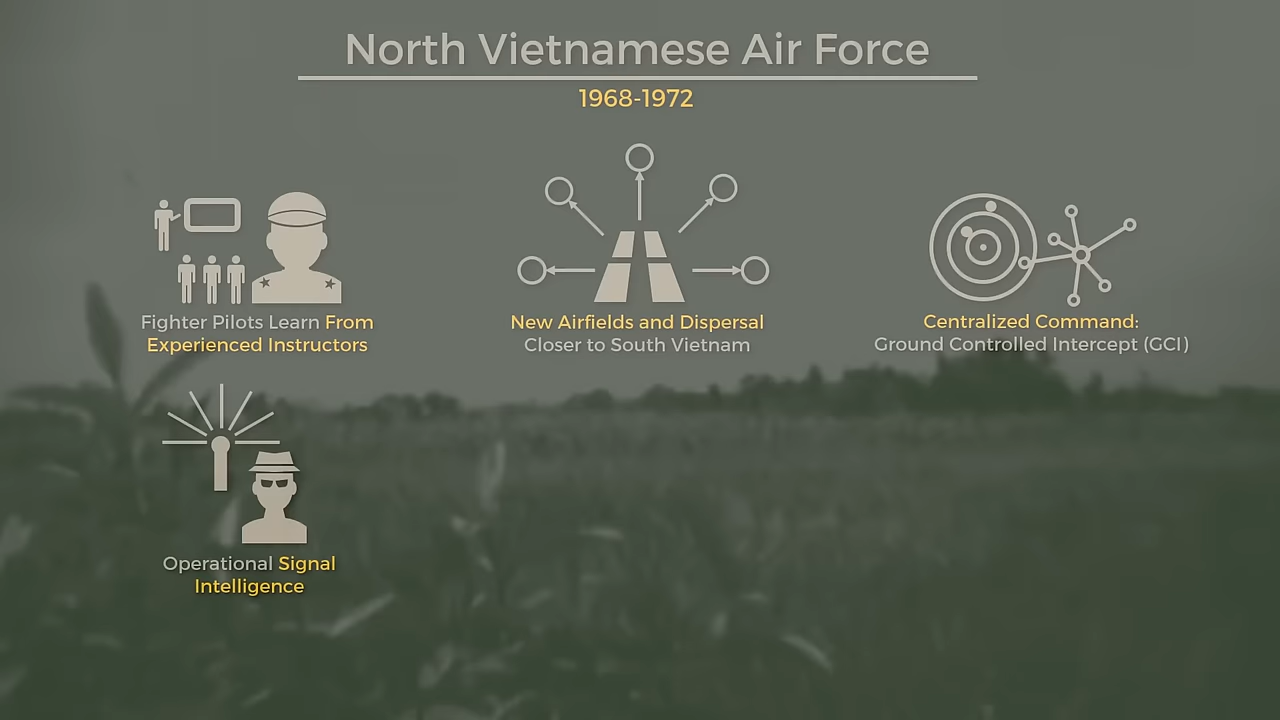 North Vietnamese Air Force
1968-1972
Fighter Pilots Learn From
Experienced Instructors
New Airfields and Dispersal
Closer to South Vietnam
Centralized Command:
Ground Controlled Intercept (GCI)
Operational Signal
Intelligence